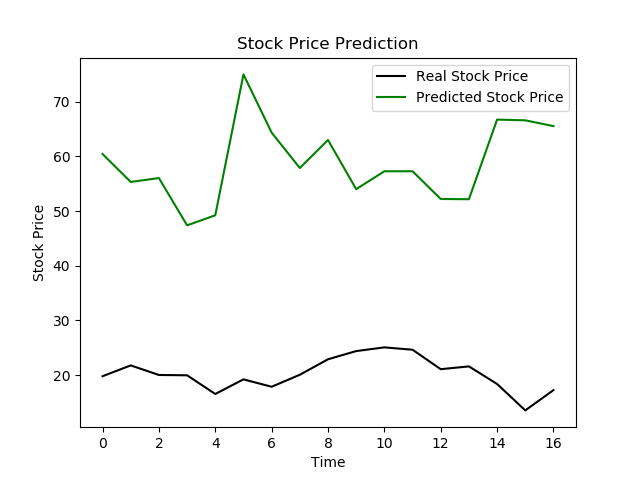 Stock Price Prediction
Real Stock Price
Predicted Stock Price
Stock Price
70
60
50
40
30
20
0 2 4 6 8 10 12 14 16
Time